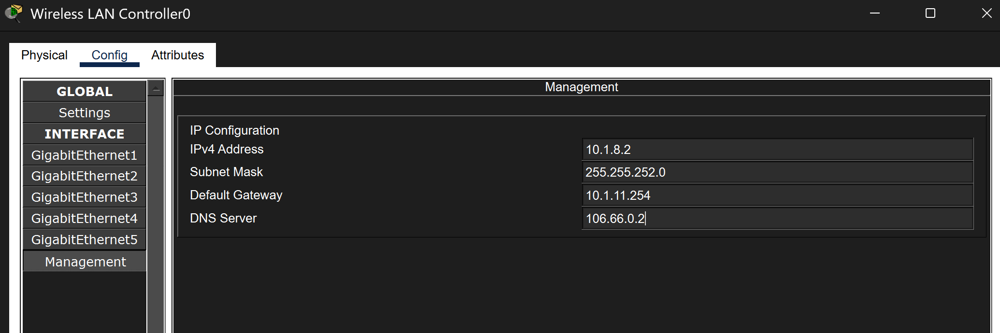 Wireless LAN Controller0
Physical Config Attributes
GLOBAL
Settings
INTERFACE
GigabitEthernet1
GigabitEthernet2
GigabitEthernet3
GigabitEthernet4
GigabitEthernet5
Management
Management
IP Configuration
IPv4 Address 10.1.8.2
Subnet Mask 255.255.252.0
Default Gateway 10.1.11.254
DNS Server 106.66.0.2